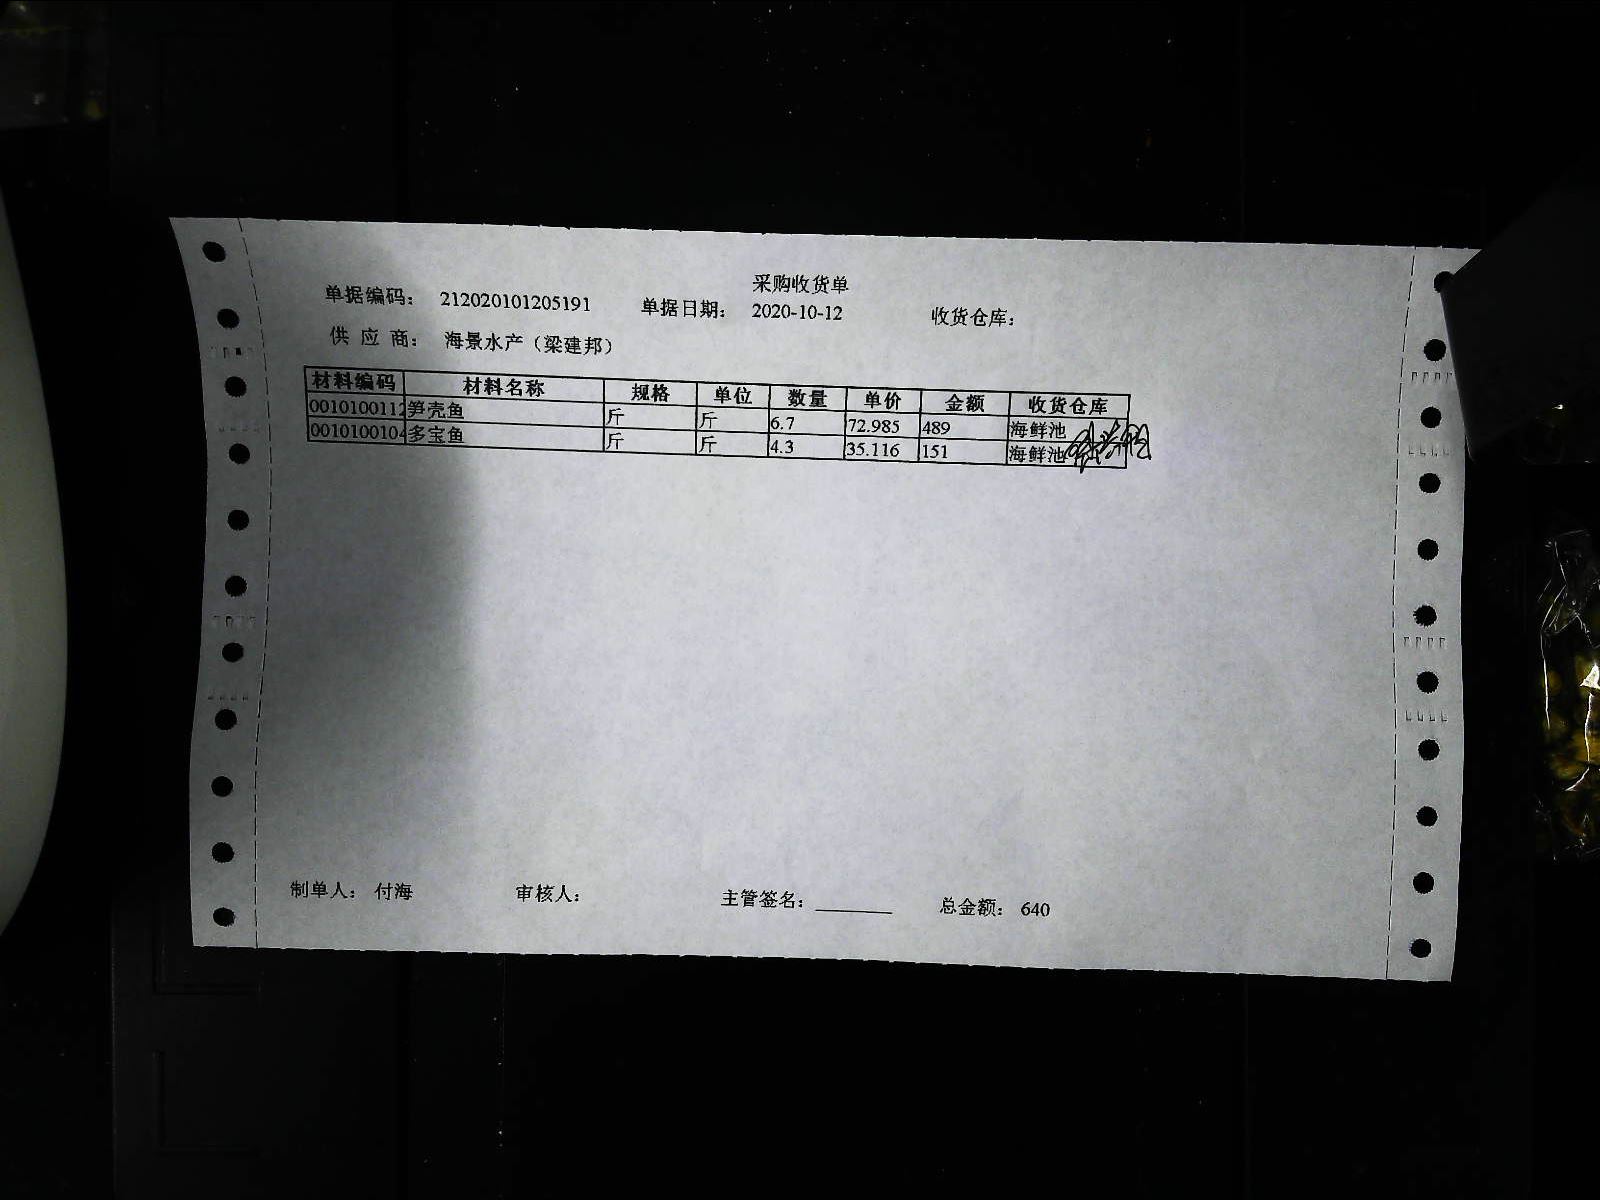 采购收货单
单据编码： 212020101205191 单据日期： 2020-10-12 收货仓库：
供 应 商： 海景水产（梁建邦）
材料编码 材料名称 规格 单位 数量 单价 金额 收货仓库
0010100112 笋壳鱼 斤 斤 6.7 72.985 489 海鲜池
0010100104 多宝鱼 斤 斤 4.3 35.116 151 海鲜池
制单人： 付海 审核人： 主管签名： ________ 总金额： 640